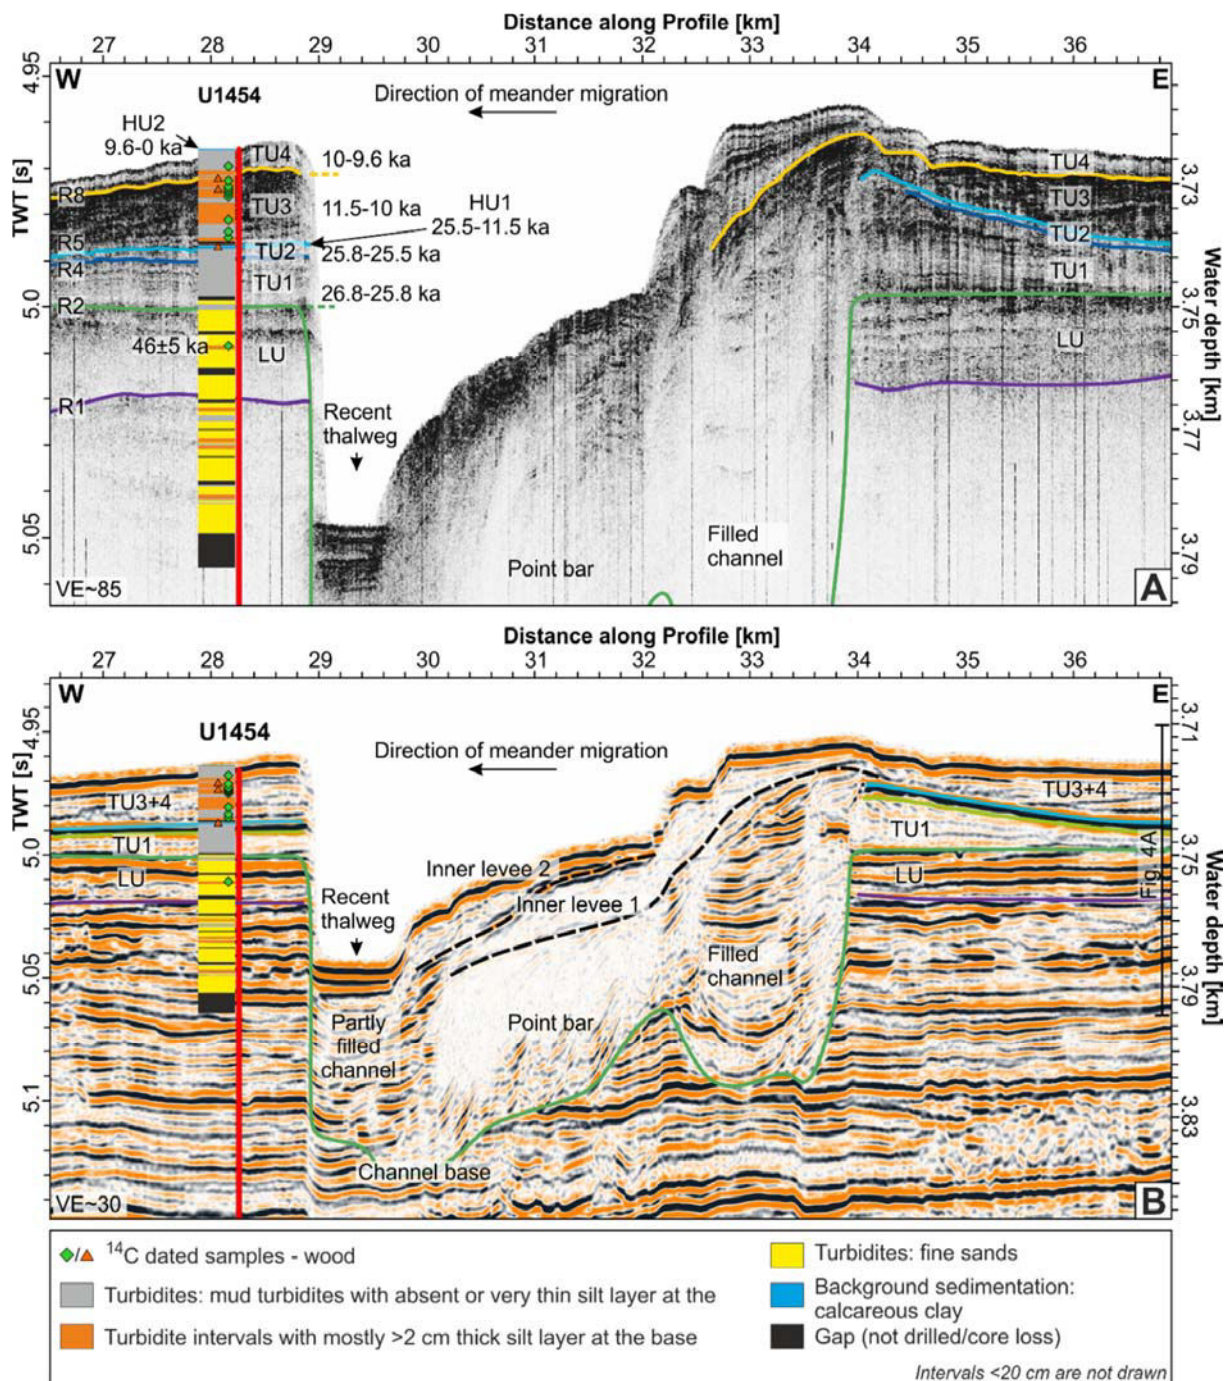 Distance along Profile [km]
27 28 29 30 31 32 33 34 35 36
W E
4.95
U1454
Direction of meander migration
HU2
9.6-0 ka
TU4
10-9.6 ka
TU4
R8
TU3
11.5-10 ka
HU1
25.5-11.5 ka
3.73
TU3
TWT [s]
R5
TU2
25.8-25.5 ka
TU2
R4
TU1
26.8-25.8 ka
TU1
5.0
R2
3.75
46±5 ka
LU
LU
Water depth [km]
R1
Recent
thalweg
3.77
5.05
Filled
channel
Point bar
3.79
VE~85
A
Distance along Profile [km]
27 28 29 30 31 32 33 34 35 36
W E
4.95
U1454
3.71
Direction of meander migration
TWT [s]
TU3+4
TU3+4
TU1
TU1
5.0
LU
Inner levee 2
LU
3.75
Fig. 4A
Recent
thalweg
Inner levee 1
Water depth [km]
5.05
Filled
channel
3.79
Partly
filled
channel
Point bar
5.1
3.83
Channel base
VE~30
B
/ 14C dated samples - wood
Turbidites: mud turbidites with absent or very thin silt layer at the
Turbidite intervals with mostly >2 cm thick silt layer at the base
Turbidites: fine sands
Background sedimentation:
calcareous clay
Gap (not drilled/core loss)
Intervals <20 cm are not drawn